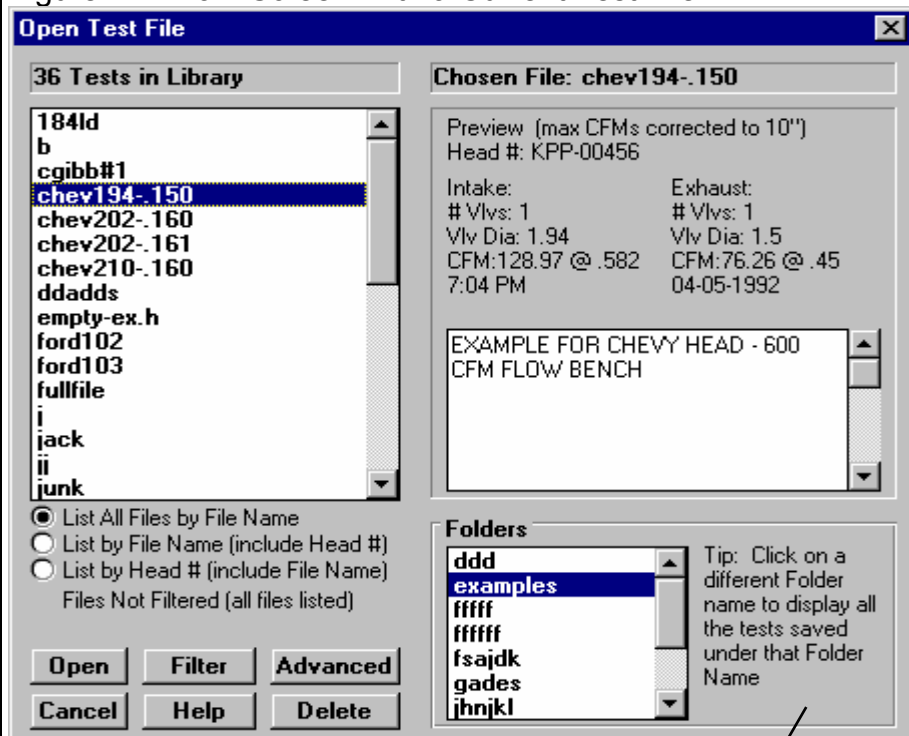 Open Test File
36 Tests in Library
184ld
b
cgibb#1
chev194-.150
chev202-.160
chev202-.161
chev210-.160
ddadds
empty-ex.h
ford102
ford103
fullfile
j
jack
jj
junk
List All Files by File Name
List by File Name (include Head #)
List by Head # (include File Name)
Files Not Filtered (all files listed)
Open Filter Advanced
Cancel Help Delete
Chosen File: chev194-.150
Preview (max CFMs corrected to 10")
Head #: KPP-00456
Intake: Exhaust:
# Vlvs: 1 # Vlvs: 1
Vlv Dia: 1.94 Vlv Dia: 1.5
CFM:128.97 @ .582 CFM:76.26 @ .45
7:04 PM 04-05-1992
EXAMPLE FOR CHEVY HEAD - 600
CFM FLOW BENCH
Folders
ddd
examples
fffff
ffffff
fsajdk
gades
jhnjkl
Tip: Click on a
different Folder
name to display all
the tests saved
under that Folder
Name